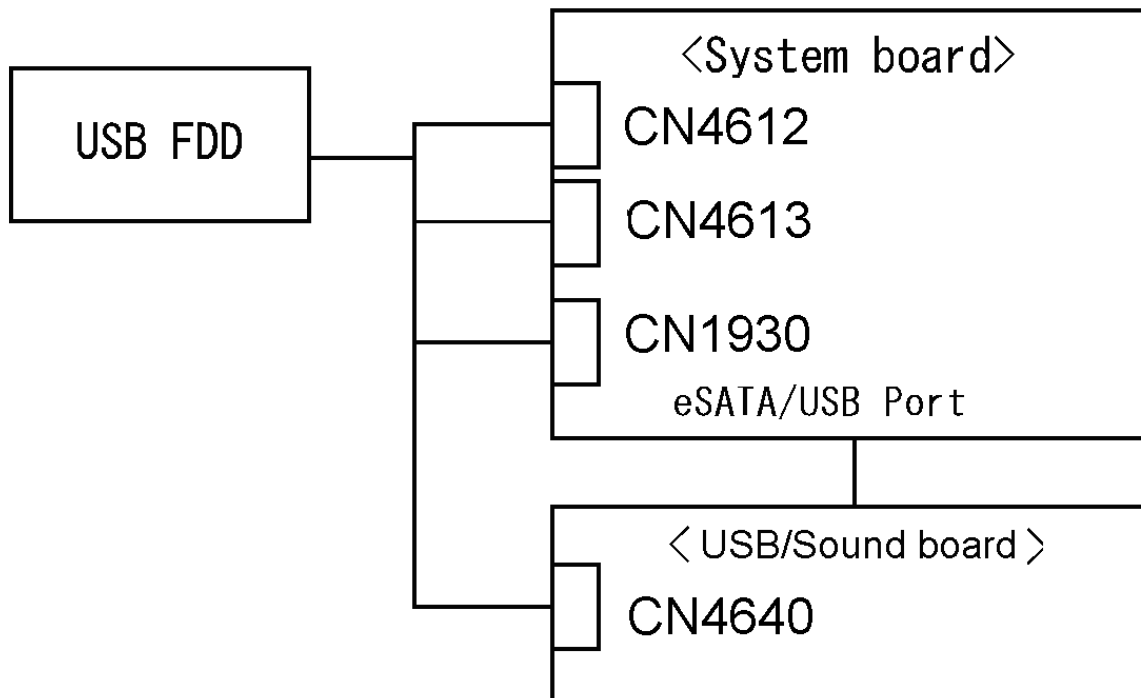 <System board>
USB FDD
CN4612
CN4613
CN1930
eSATA/USB Port
<USB/Sound board>
CN4640